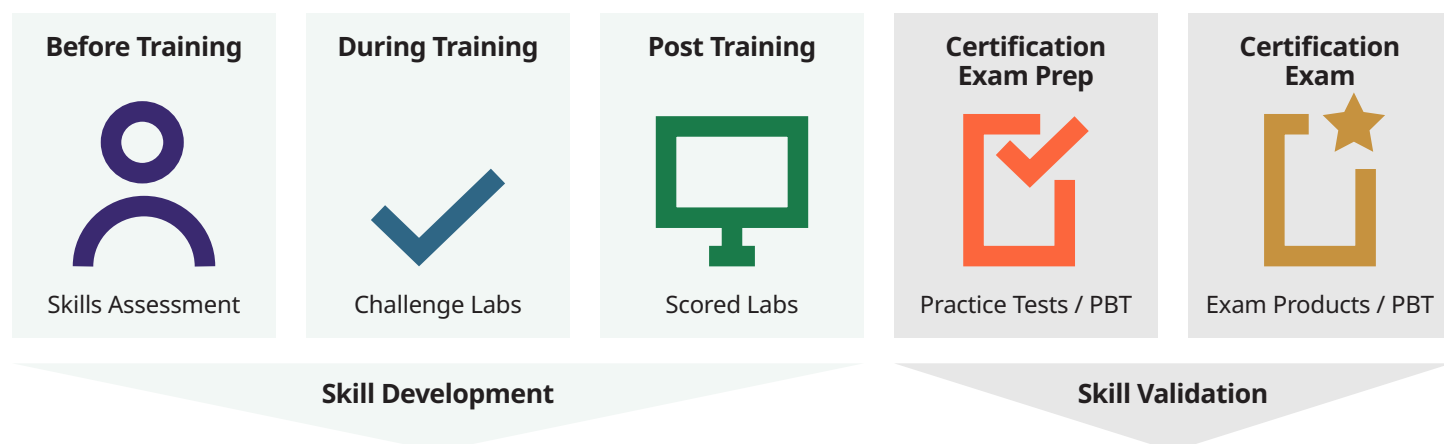 Before Training
Skills Assessment
During Training
Challenge Labs
Post Training
Scored Labs
Certification
Exam Prep
Practice Tests / PBT
Certification
Exam
Exam Products / PBT
Skill Development
Skill Validation